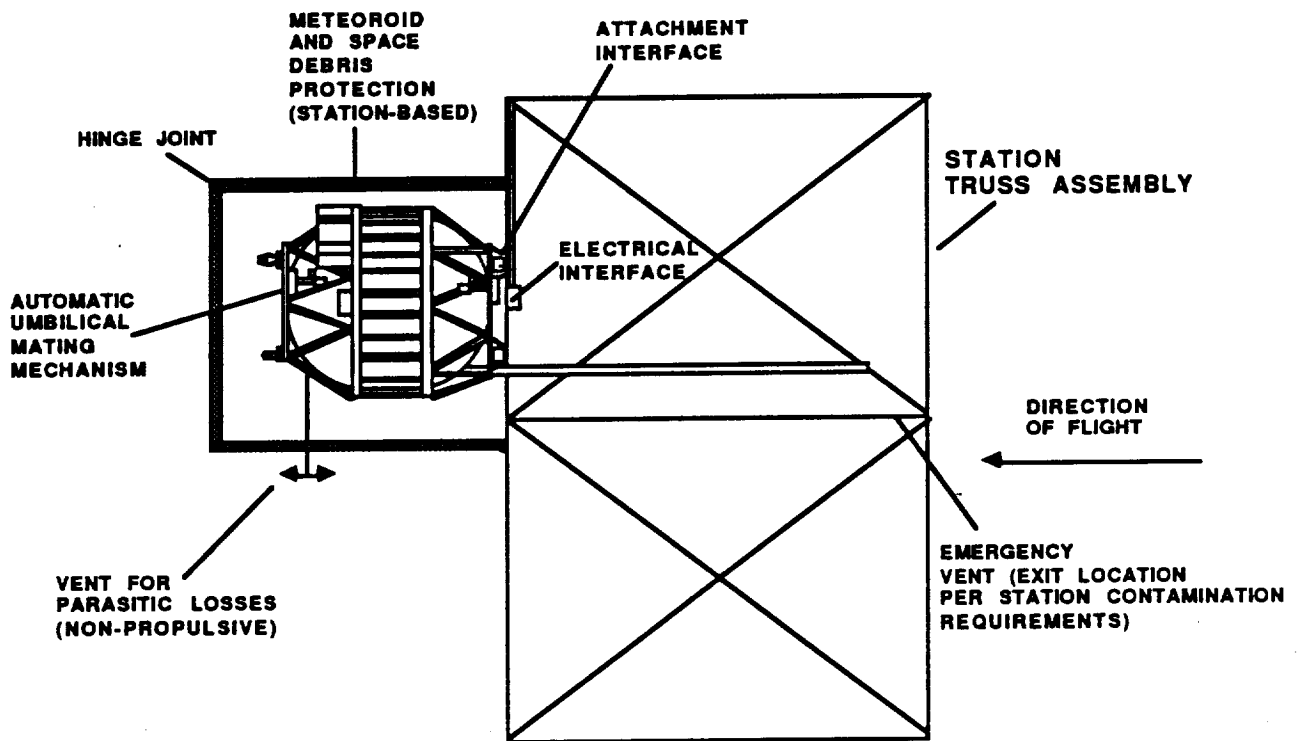 METEOROID
AND SPACE
DEBRIS
PROTECTION
(STATION-BASED)
ATTACHMENT
INTERFACE
HINGE JOINT
STATION
TRUSS ASSEMBLY
ELECTRICAL
INTERFACE
AUTOMATIC
UMBILICAL
MATING
MECHANISM
DIRECTION
OF FLIGHT
VENT FOR
PARASITIC LOSSES
(NON-PROPULSIVE)
EMERGENCY
VENT (EXIT LOCATION
PER STATION CONTAMINATION
REQUIREMENTS)